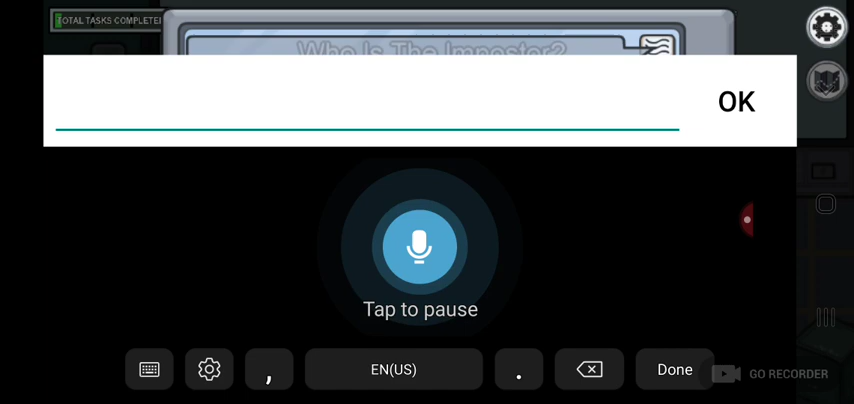 TOTAL TASKS COMPLETED
Who Is The Impostor?
OK
Tap to pause
,
EN(US)
.
Done
GO RECORDER